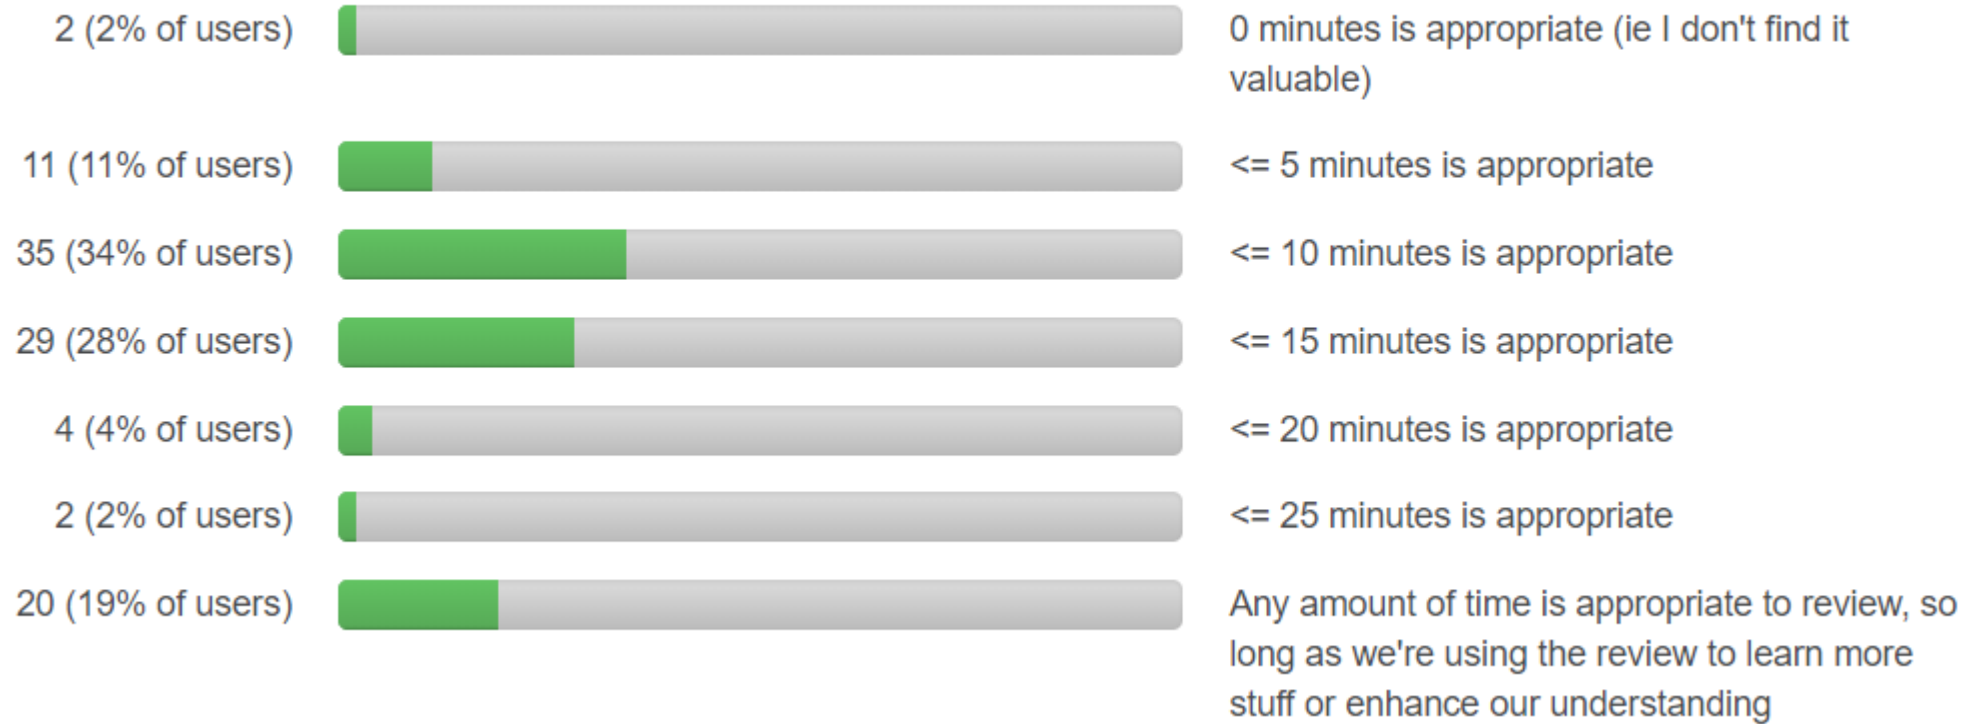 2 (2% of users) 0 minutes is appropriate (ie I don't find it
valuable)
11 (11% of users) <= 5 minutes is appropriate
35 (34% of users) <= 10 minutes is appropriate
29 (28% of users) <= 15 minutes is appropriate
4 (4% of users) <= 20 minutes is appropriate
2 (2% of users) <= 25 minutes is appropriate
20 (19% of users) Any amount of time is appropriate to review, so
long as we're using the review to learn more
stuff or enhance our understanding